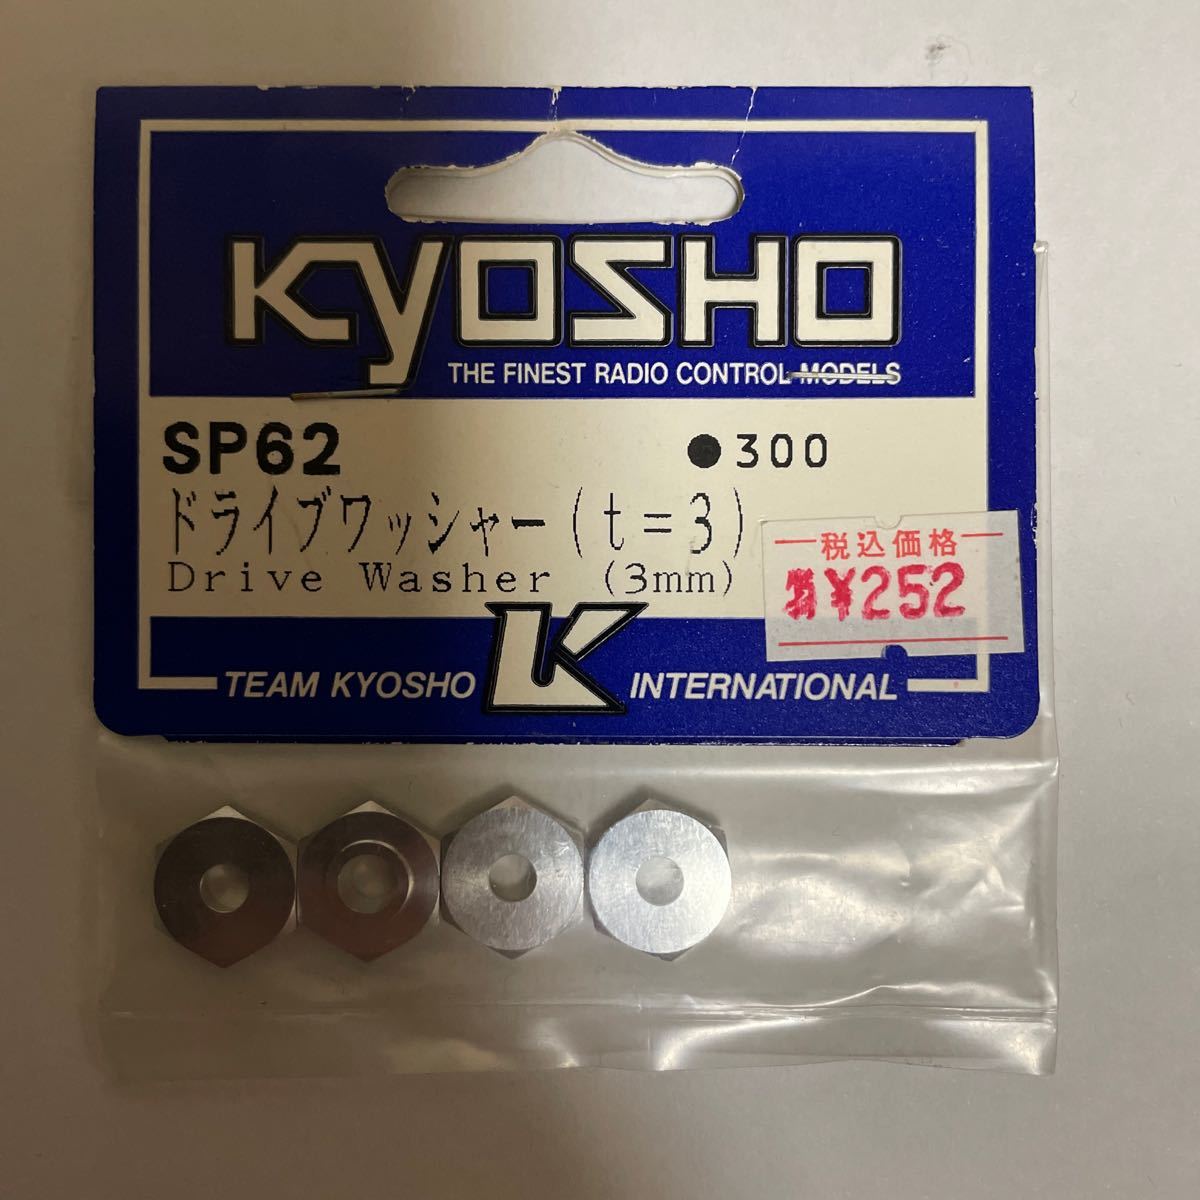 KYOSHO
THE FINEST RADIO CONTROL MODELS
SP62 ●300
ドライブワッシャー(t=3)
Drive Washer (3mm)
税込価格
¥252
TEAM KYOSHO K INTERNATIONAL